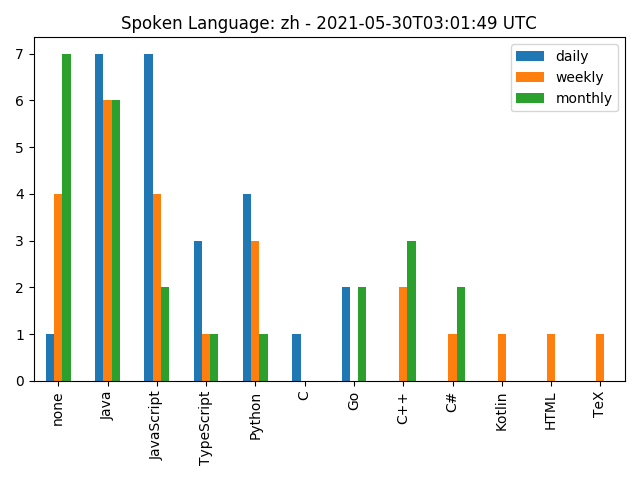 Spoken Language: zh - 2021-05-30T03:01:49 UTC
daily
weekly
monthly
7
6
5
4
3
2
1
0
none
Java
JavaScript
TypeScript
Python
C
Go
C++
C#
Kotlin
HTML
TeX